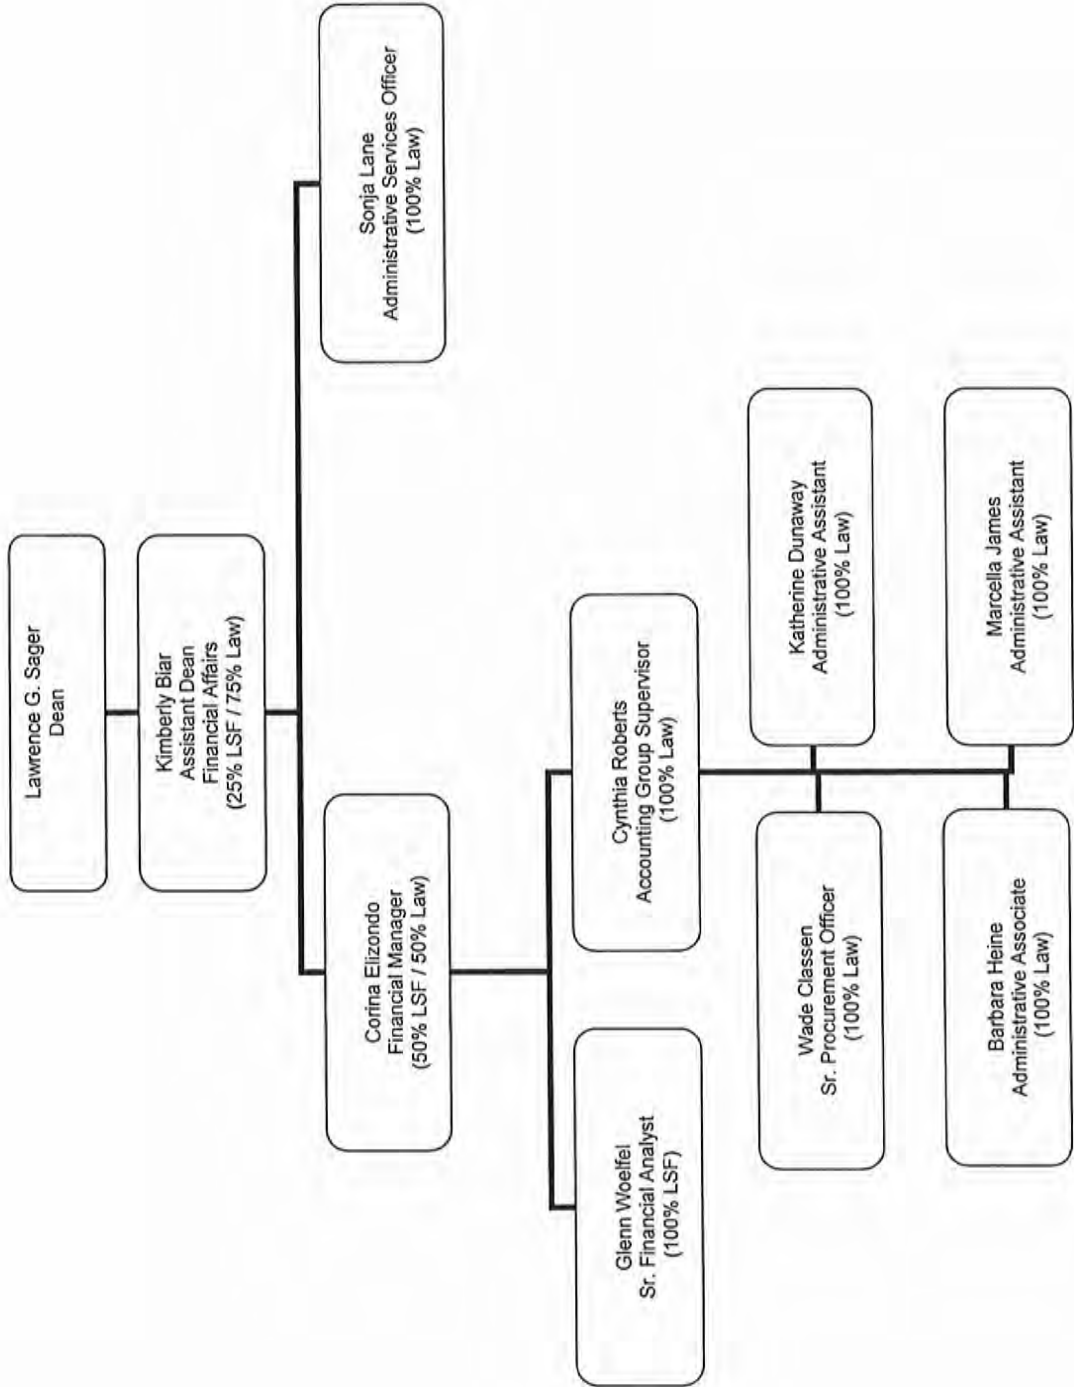 Lawrence G. Sager
Dean
Kimberly Biar
Assistant Dean
Financial Affairs
(25% LSF / 75% Law)
Corina Elizondo
Financial Manager
(50% LSF / 50% Law)
Sonja Lane
Administrative Services Officer
(100% Law)
Glenn Woelfel
Sr. Financial Analyst
(100% LSF)
Cynthia Roberts
Accounting Group Supervisor
(100% Law)
Wade Classen
Sr. Procurement Officer
(100% Law)
Katherine Dunaway
Administrative Assistant
(100% Law)
Barbara Heine
Administrative Associate
(100% Law)
Marcella James
Administrative Assistant
(100% Law)